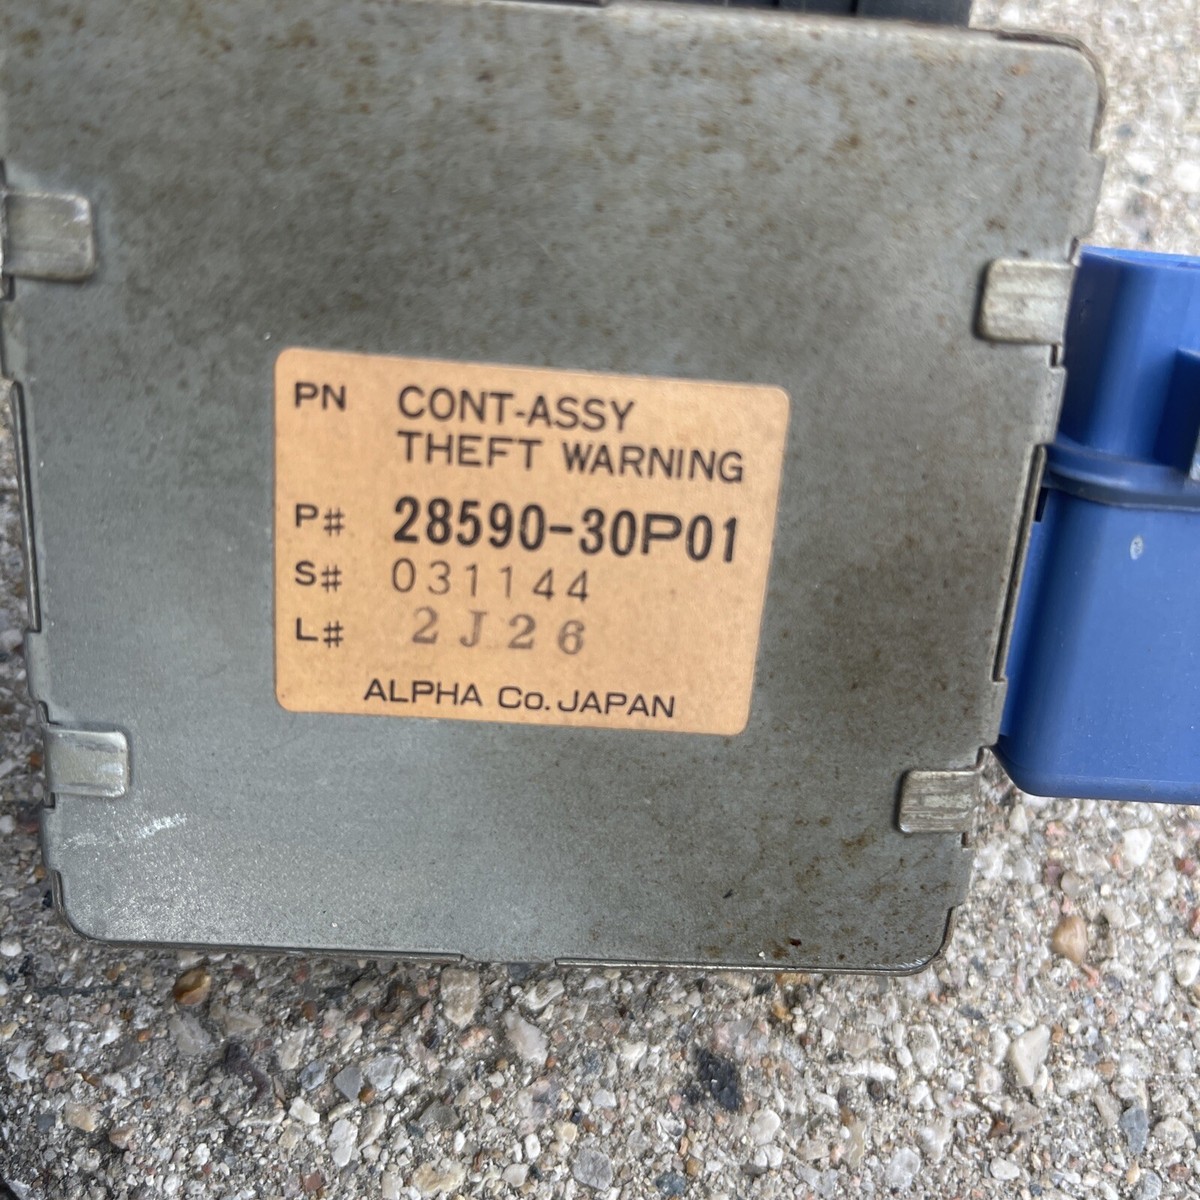 PN CONT-ASSY
THEFT WARNING
P# 28590-30P01
S# 031144
L# 2J26
ALPHA Co. JAPAN